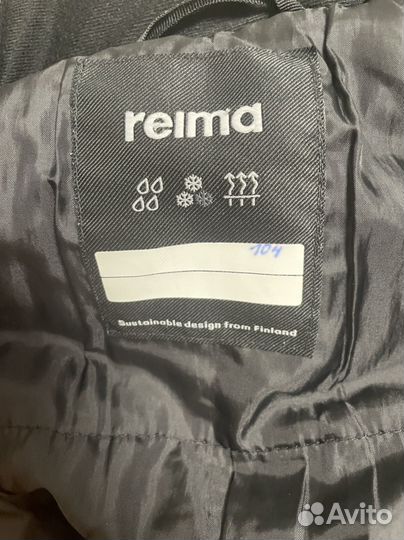 reima
104
Sustainable design from Finland
Avito